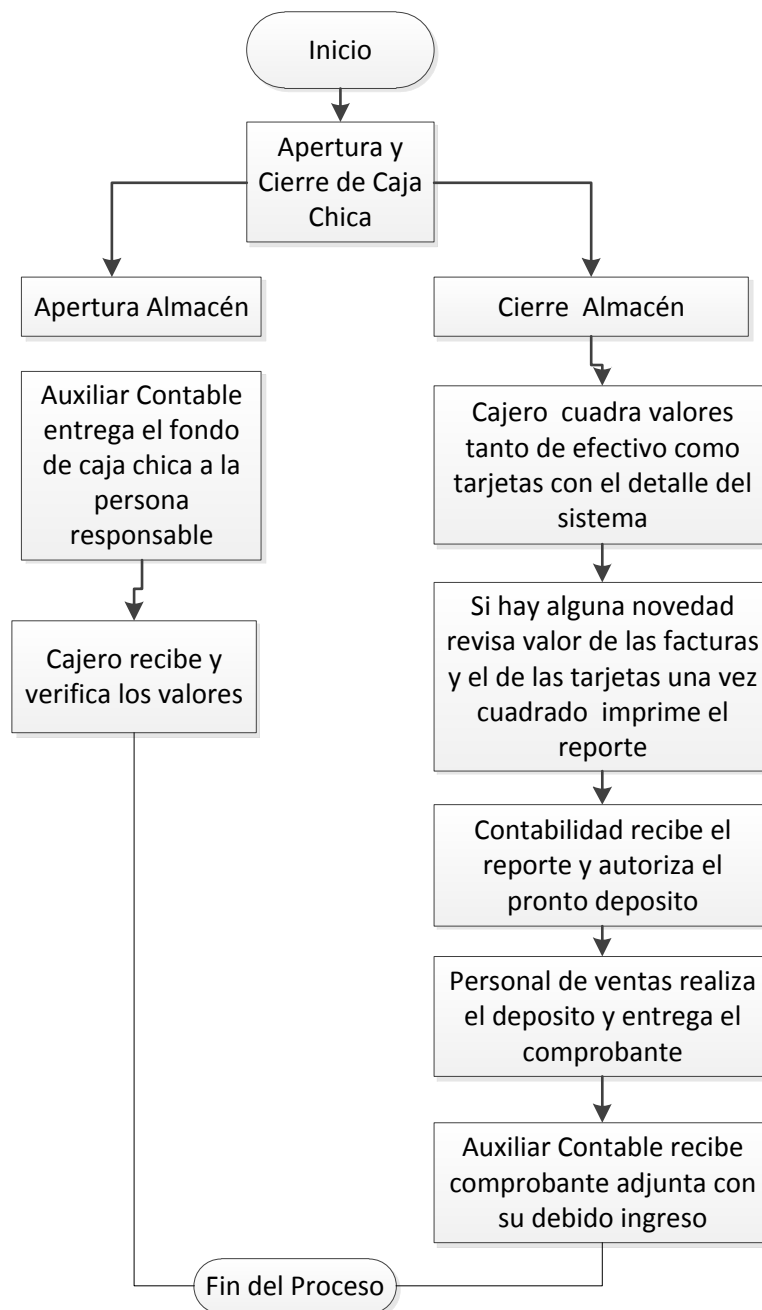 Inicio
Apertura y
Cierre de Caja
Chica
Apertura Almacén
Auxiliar Contable
entrega el fondo
de caja chica a la
persona
responsable
Cajero recibe y
verifica los valores
Cierre Almacén
Cajero cuadra valores
tanto de efectivo como
tarjetas con el detalle del
sistema
Si hay alguna novedad
revisa valor de las facturas
y el de las tarjetas una vez
cuadrado imprime el
reporte
Contabilidad recibe el
reporte y autoriza el
pronto deposito
Personal de ventas realiza
el deposito y entrega el
comprobante
Auxiliar Contable recibe
comprobante adjunta con
su debido ingreso
Fin del Proceso